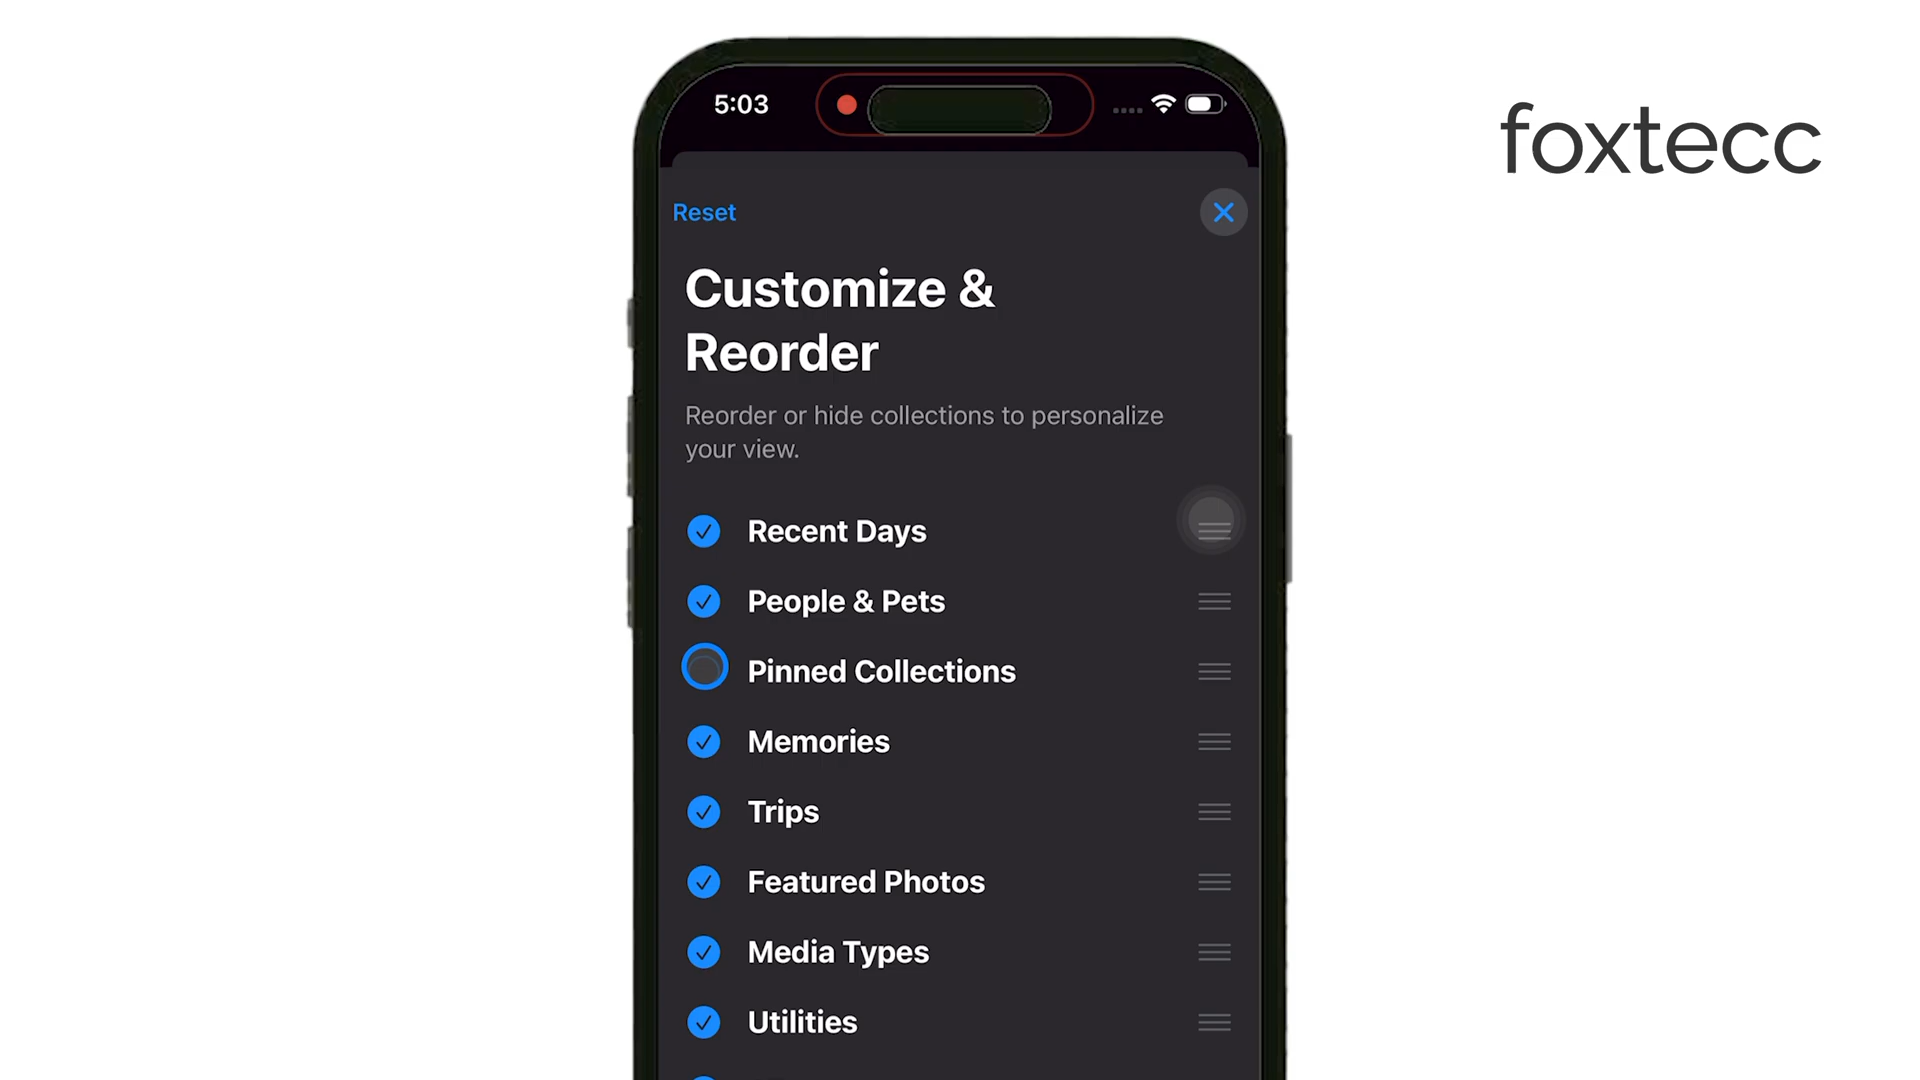 5:03
foxtecc
Reset
Customize &
Reorder
Reorder or hide collections to personalize
your view.
Recent Days
People & Pets
Pinned Collections
Memories
Trips
Featured Photos
Media Types
Utilities